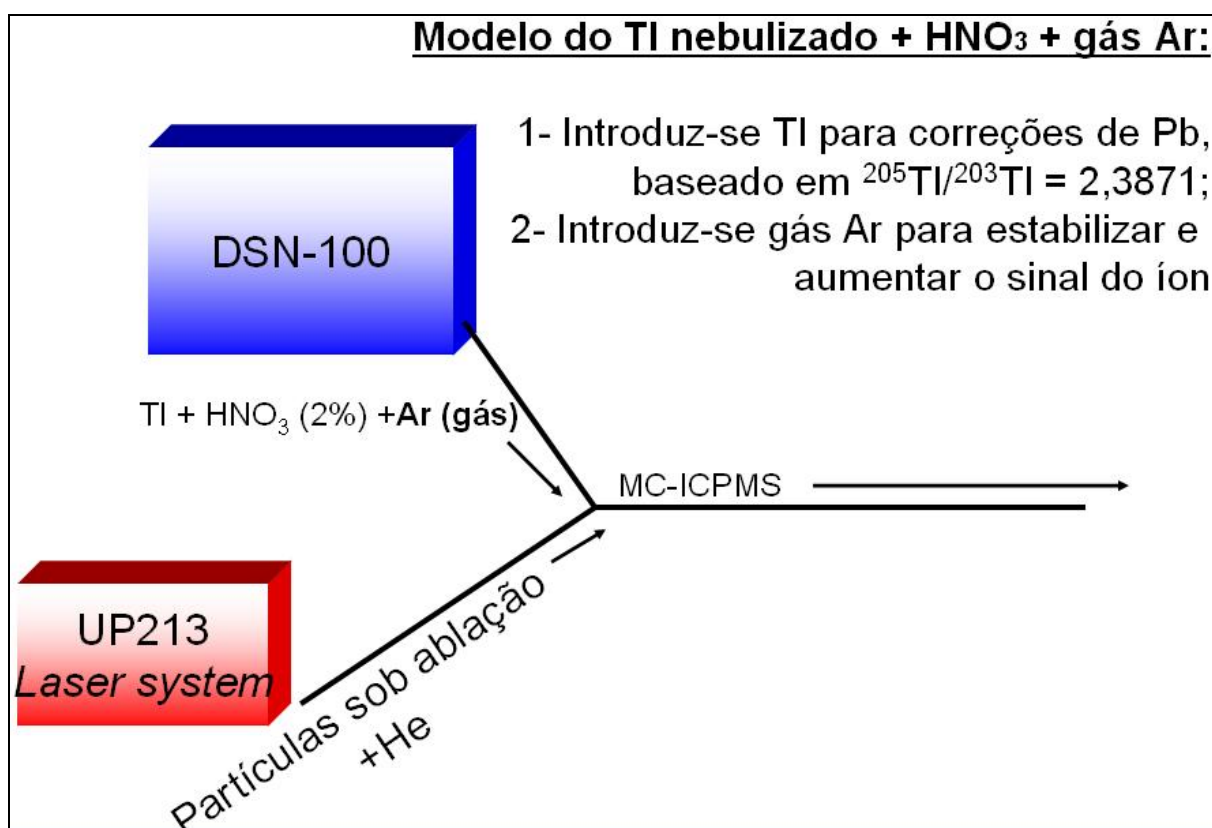 Modelo do Tl nebulizado + HNO₃ + gás Ar:
1- Introduz-se Tl para correções de Pb,
baseado em ²⁰⁵Tl/²⁰³Tl = 2,3871;
2- Introduz-se gás Ar para estabilizar e
aumentar o sinal do íon
DSN-100
Tl + HNO₃ (2%) +Ar (gás)
MC-ICPMS
UP213
Laser system
Partículas sob ablação
+He